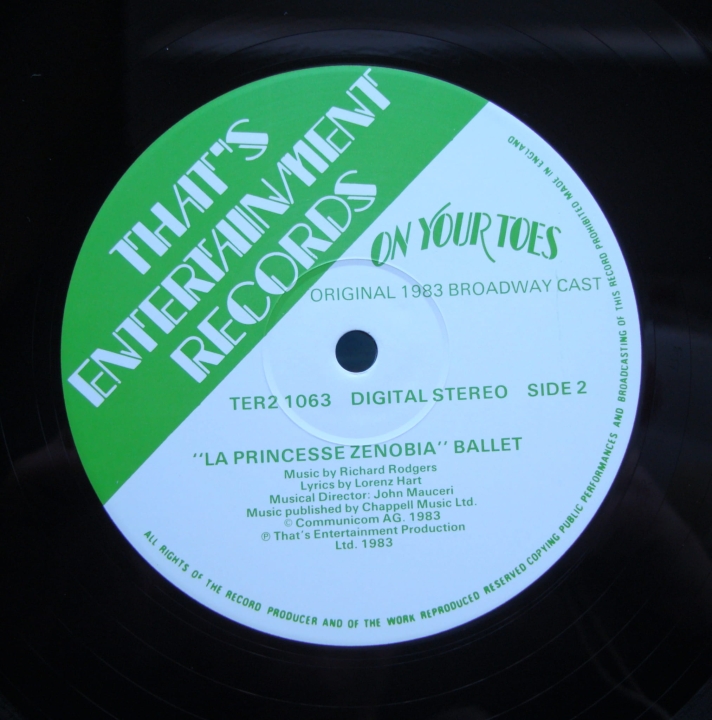 THAT'S
ENTERTAINMENT
RECORDS
ON YOUR TOES
ORIGINAL 1983 BROADWAY CAST
TER2 1063 DIGITAL STEREO SIDE 2
"LA PRINCESSE ZENOBIA" BALLET
Music by Richard Rodgers
Lyrics by Lorenz Hart
Musical Director: John Mauceri
Music published by Chappell Music Ltd.
© Communicom AG. 1983
℗ That's Entertainment Production
Ltd. 1983
ALL RIGHTS OF THE RECORD PRODUCER AND OF THE WORK REPRODUCED RESERVED COPYING PUBLIC PERFORMANCES AND BROADCASTING OF THIS RECORD PROHIBITED MADE IN ENGLAND